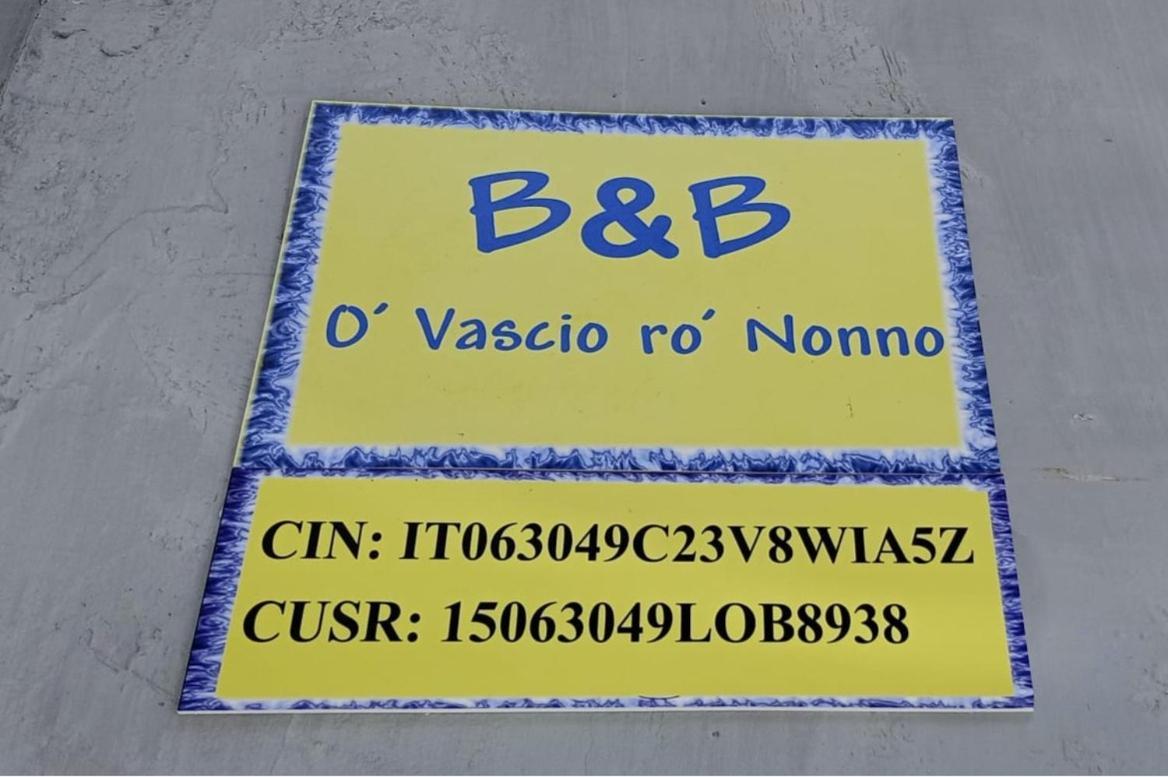 B&B
O´ Vascio ro´ Nonno
CIN: IT063049C23V8WIA5Z
CUSR: 15063049LOB8938